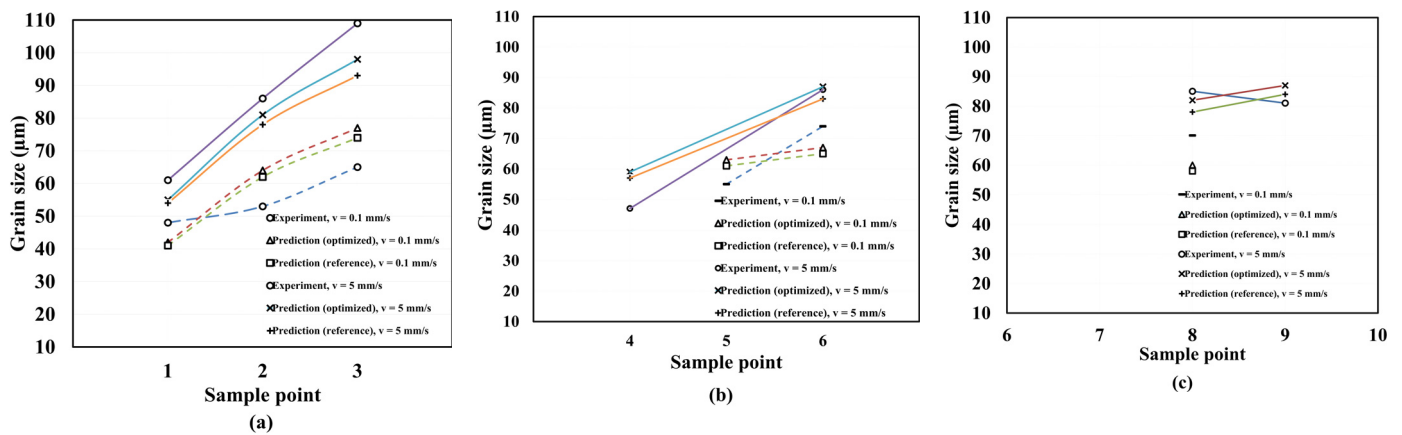 110
100
90
80
70
60
50
40
30
20
10
Grain size (µm)
Experiment, v = 0.1 mm/s
Prediction (optimized), v = 0.1 mm/s
Prediction (reference), v = 0.1 mm/s
Experiment, v = 5 mm/s
Prediction (optimized), v = 5 mm/s
Prediction (reference), v = 5 mm/s
1 2 3
Sample point
(a)
110
100
90
80
70
60
50
40
30
20
10
Grain size (µm)
Experiment, v = 0.1 mm/s
Prediction (optimized), v = 0.1 mm/s
Prediction (reference), v = 0.1 mm/s
Experiment, v = 5 mm/s
Prediction (optimized), v = 5 mm/s
Prediction (reference), v = 5 mm/s
4 5 6
Sample point
(b)
110
100
90
80
70
60
50
40
30
20
10
Grain size (µm)
Experiment, v = 0.1 mm/s
Prediction (optimized), v = 0.1 mm/s
Prediction (reference), v = 0.1 mm/s
Experiment, v = 5 mm/s
Prediction (optimized), v = 5 mm/s
Prediction (reference), v = 5 mm/s
6 7 8 9 10
Sample point
(c)